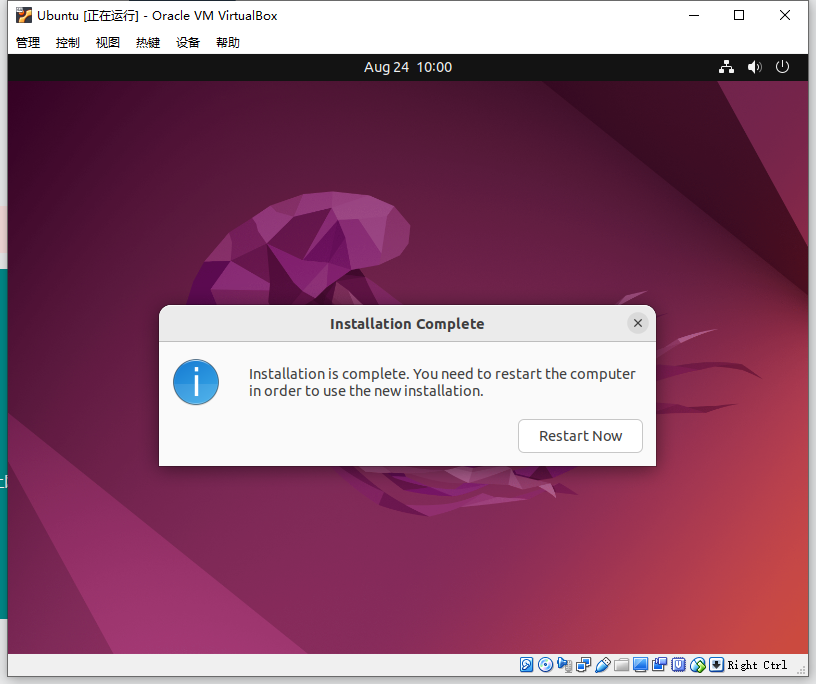 Ubuntu [正在运行] - Oracle VM VirtualBox
管理 控制 视图 热键 设备 帮助
Aug 24 10:00
Installation Complete
Installation is complete. You need to restart the computer
in order to use the new installation.
Restart Now
Right Ctrl